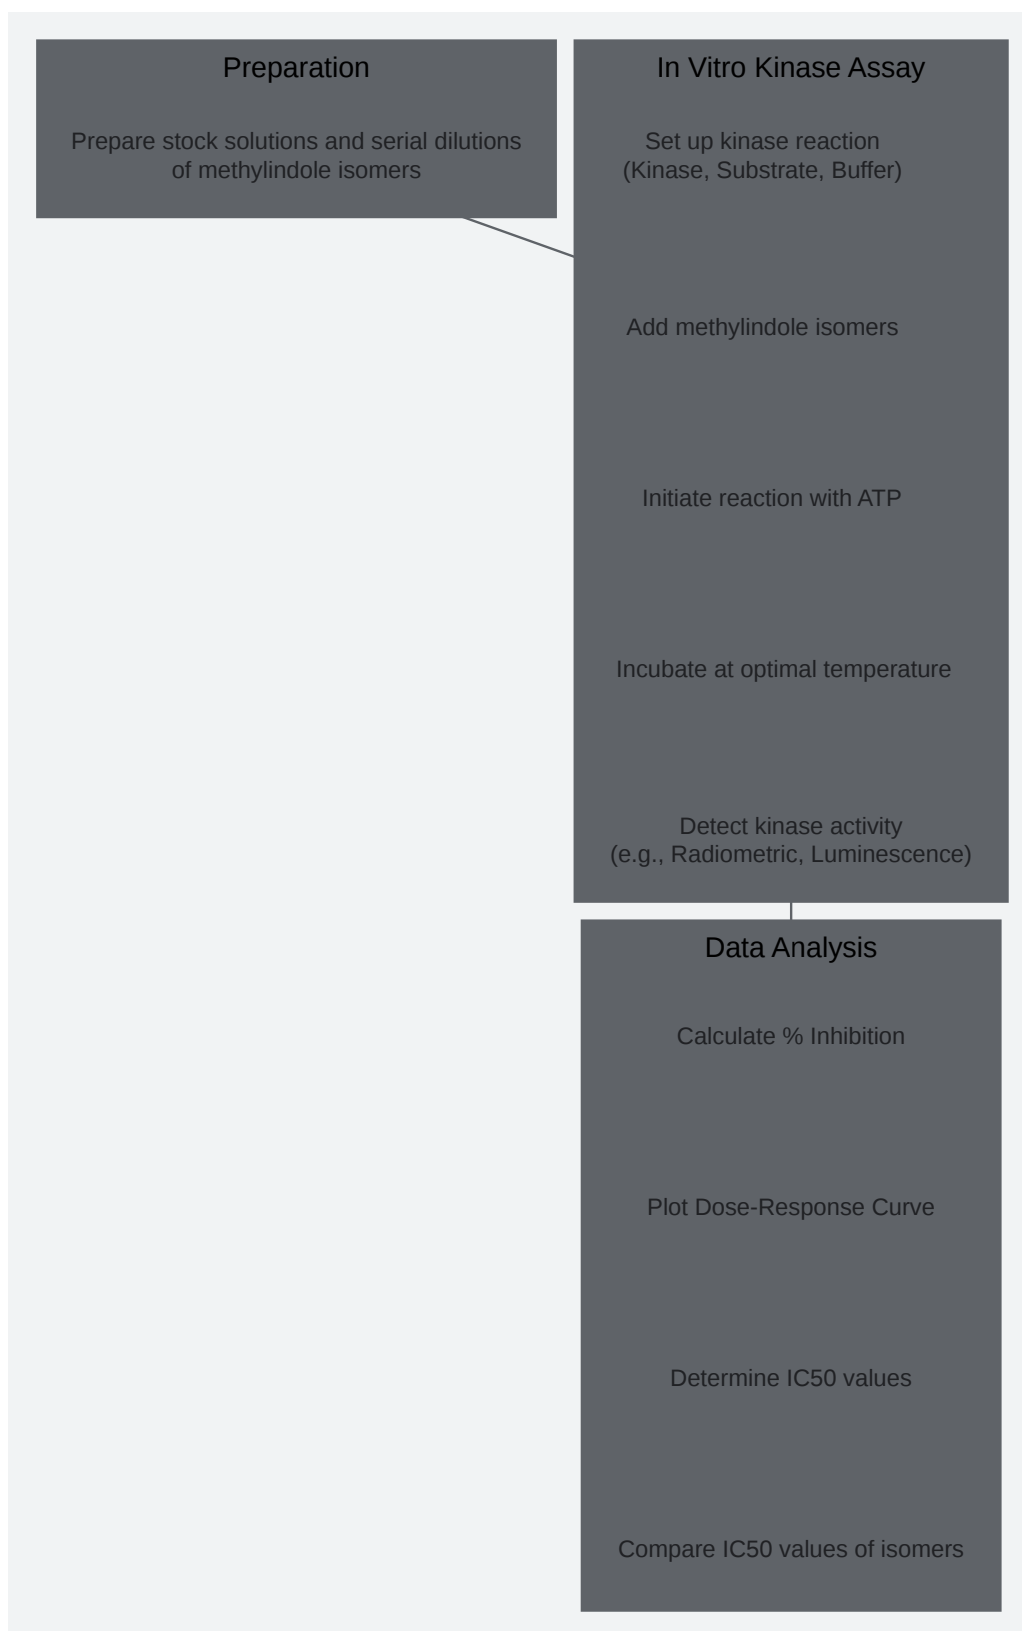 Preparation
Prepare stock solutions and serial dilutions
of methylindole isomers
In Vitro Kinase Assay
Set up kinase reaction
(Kinase, Substrate, Buffer)
Add methylindole isomers
Initiate reaction with ATP
Incubate at optimal temperature
Detect kinase activity
(e.g., Radiometric, Luminescence)
Data Analysis
Calculate % Inhibition
Plot Dose-Response Curve
Determine IC50 values
Compare IC50 values of isomers